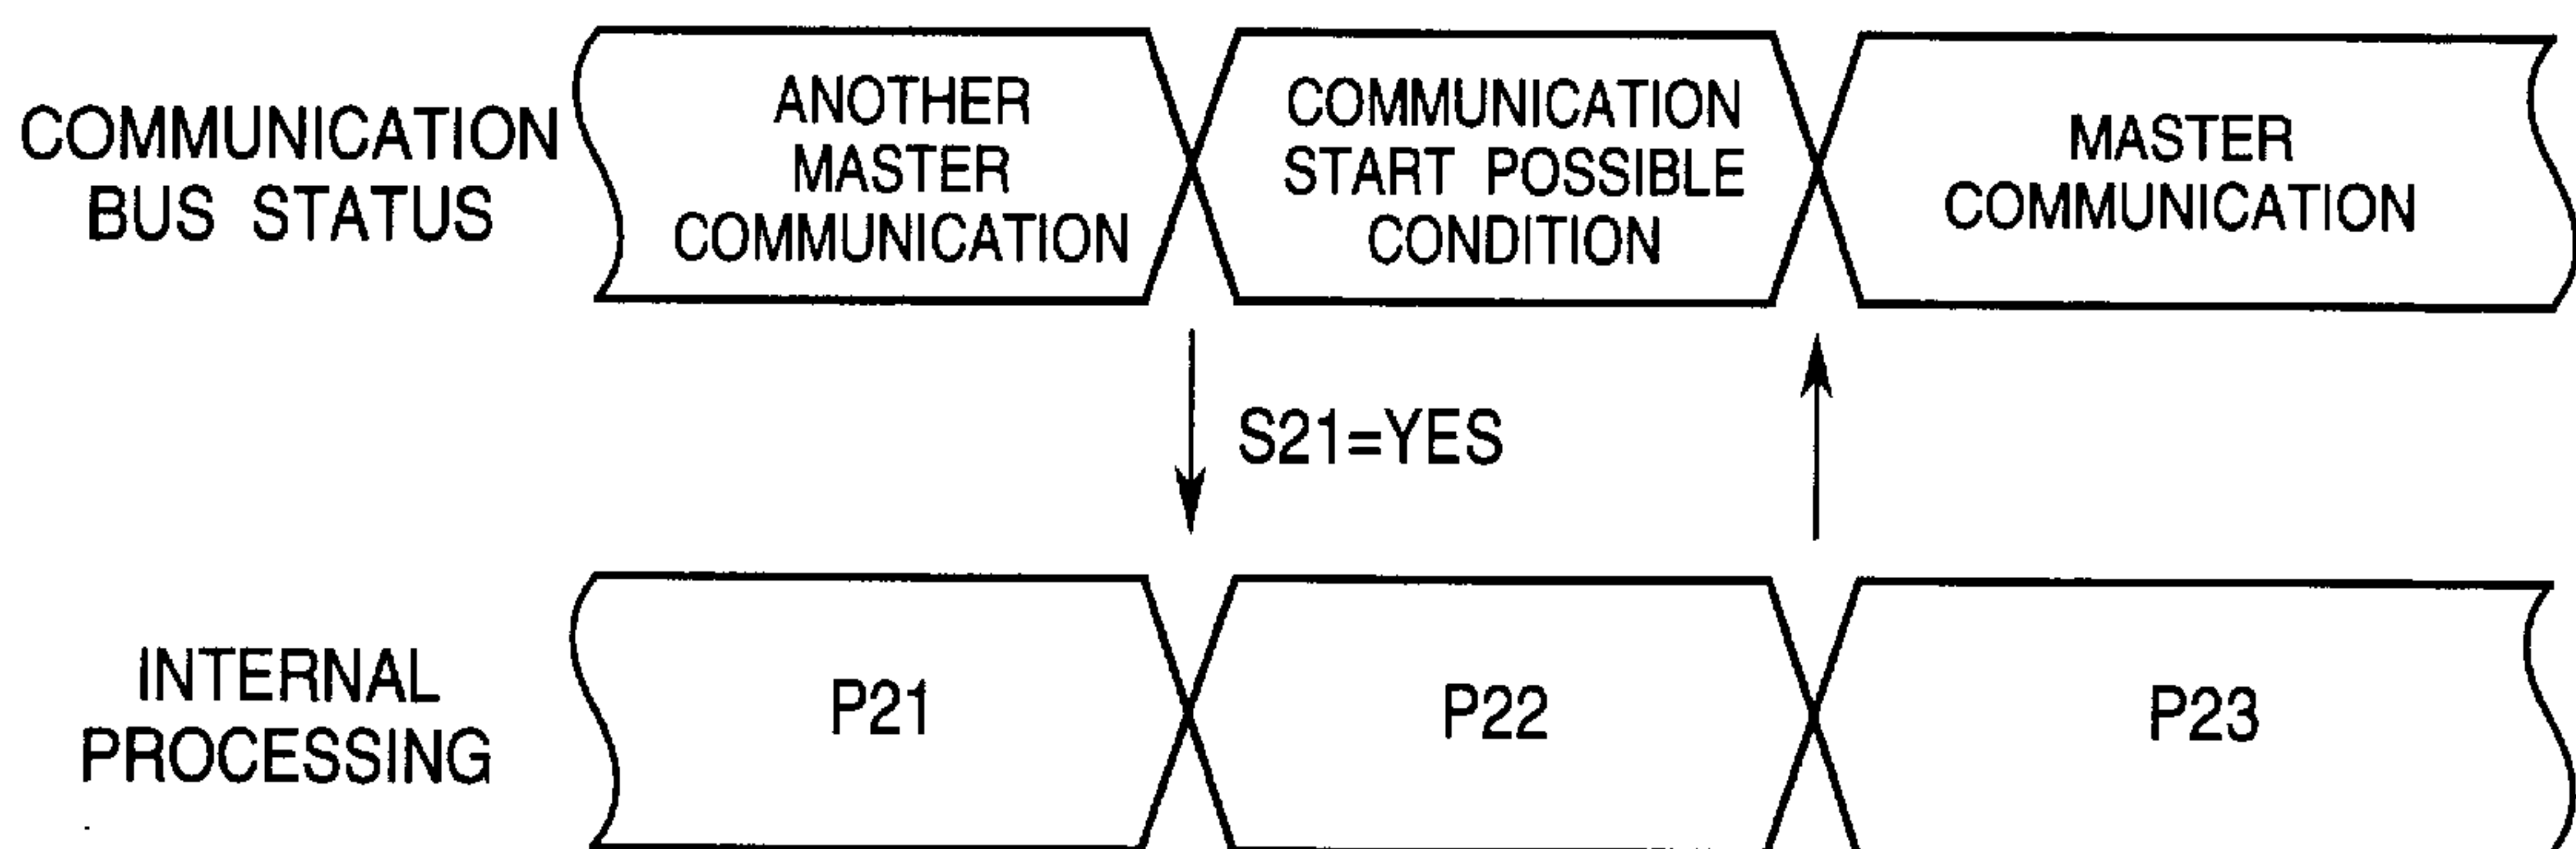 COMMUNICATION
BUS STATUS
ANOTHER
MASTER
COMMUNICATION
COMMUNICATION
START POSSIBLE
CONDITION
MASTER
COMMUNICATION
S21=YES
INTERNAL
PROCESSING
P21
P22
P23